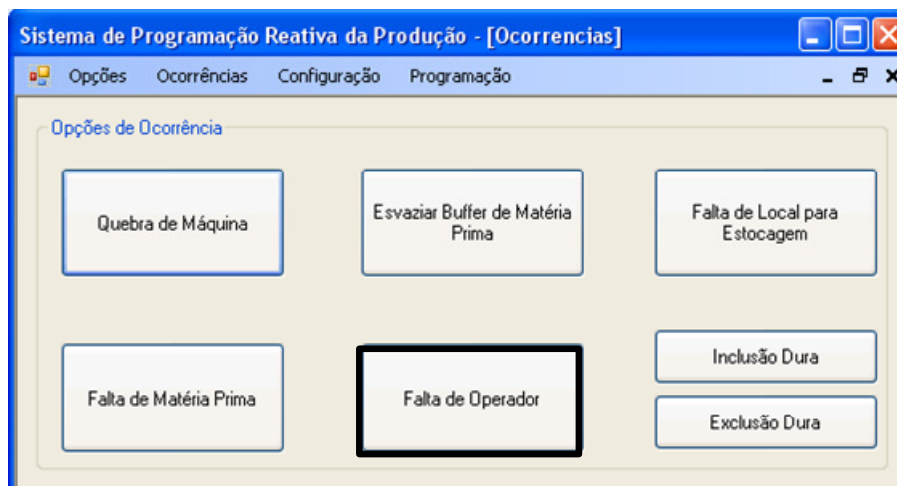 Sistema de Programação Reativa da Produção - [Ocorrencias]
Opções Ocorrências Configuração Programação
Opções de Ocorrência
Quebra de Máquina
Esvaziar Buffer de Matéria
Prima
Falta de Local para
Estocagem
Falta de Matéria Prima
Falta de Operador
Inclusão Dura
Exclusão Dura